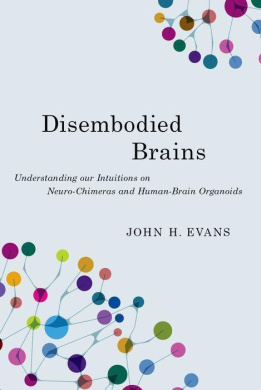 Disembodied
Brains
Understanding our Intuitions on
Neuro-Chimeras and Human-Brain Organoids
JOHN H. EVANS